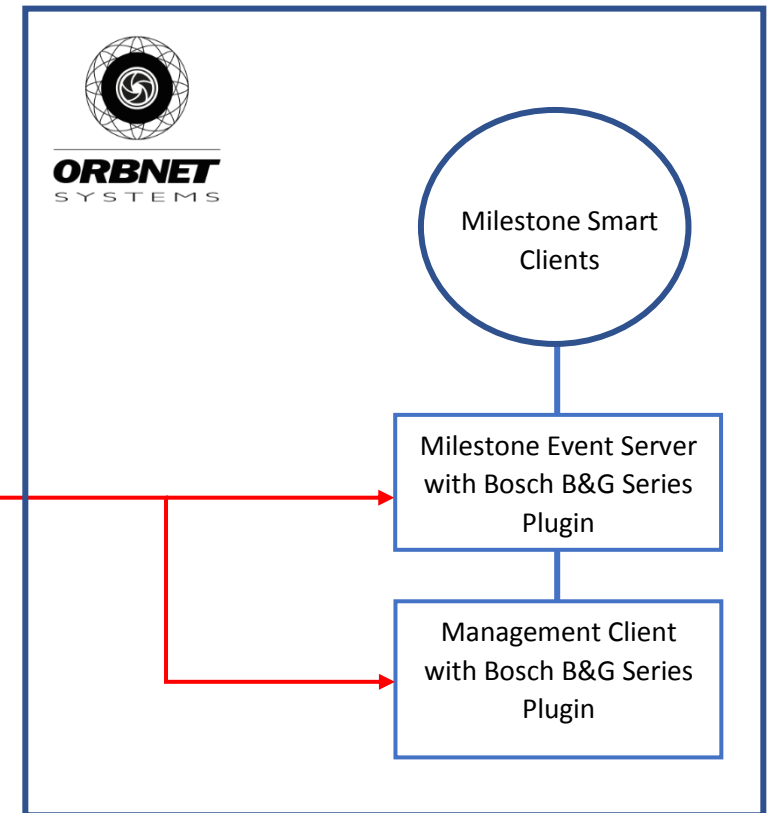 ORBNET
SYSTEMS
Milestone Smart
Clients
Milestone Event Server
with Bosch B&G Series
Plugin
Management Client
with Bosch B&G Series
Plugin